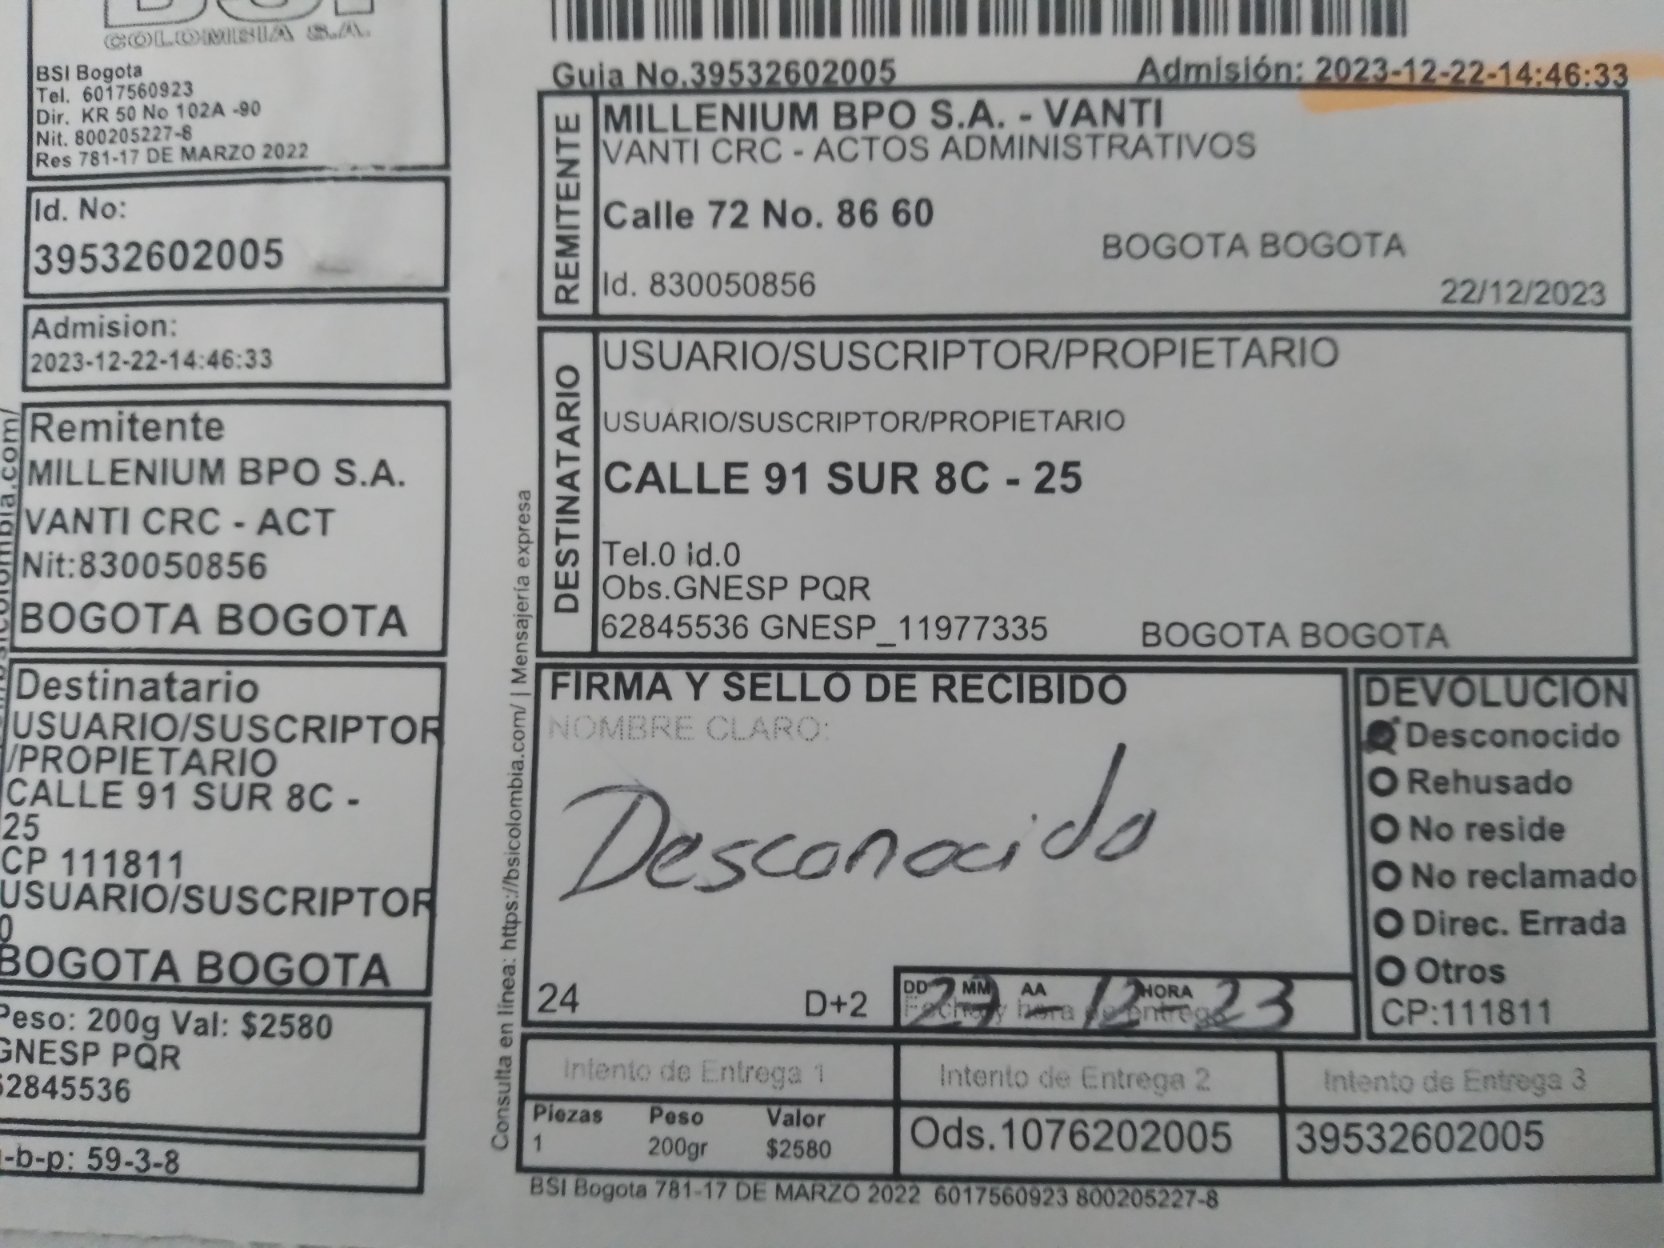 BSI
COLOMBIA S.A.
BSI Bogota
Tel. 6017560923
Dir. KR 50 No 102A -90
Nit. 800205227-8
Res 781-17 DE MARZO 2022
Id. No:
39532602005
Admision:
2023-12-22-14:46:33
Remitente
MILLENIUM BPO S.A.
VANTI CRC - ACT
Nit:830050856
BOGOTA BOGOTA
Destinatario
USUARIO/SUSCRIPTOR
/PROPIETARIO
CALLE 91 SUR 8C -
25
CP 111811
USUARIO/SUSCRIPTOR
0
BOGOTA BOGOTA
Peso: 200g Val: $2580
GNESP PQR
62845536
-b-p: 59-3-8
Consulta en línea: https://bsicolombia.com/ | Mensajería expresa
Guia No.39532602005 Admisión: 2023-12-22-14:46:33
REMITENTE
MILLENIUM BPO S.A. - VANTI
VANTI CRC - ACTOS ADMINISTRATIVOS
Calle 72 No. 86 60
BOGOTA BOGOTA
Id. 830050856
22/12/2023
DESTINATARIO
USUARIO/SUSCRIPTOR/PROPIETARIO
USUARIO/SUSCRIPTOR/PROPIETARIO
CALLE 91 SUR 8C - 25
Tel.0 id.0
Obs.GNESP PQR
62845536 GNESP_11977335 BOGOTA BOGOTA
FIRMA Y SELLO DE RECIBIDO
NOMBRE CLARO:
Desconocido
24 D+2
DD MM AA HORA
Fecha y hora de entrega
27 12 23
DEVOLUCION
Desconocido
Rehusado
No reside
No reclamado
Direc. Errada
Otros
CP:111811
Intento de Entrega 1 Intento de Entrega 2 Intento de Entrega 3
Piezas Peso Valor
1 200gr $2580
Ods.1076202005 39532602005
BSI Bogota 781-17 DE MARZO 2022 6017560923 800205227-8